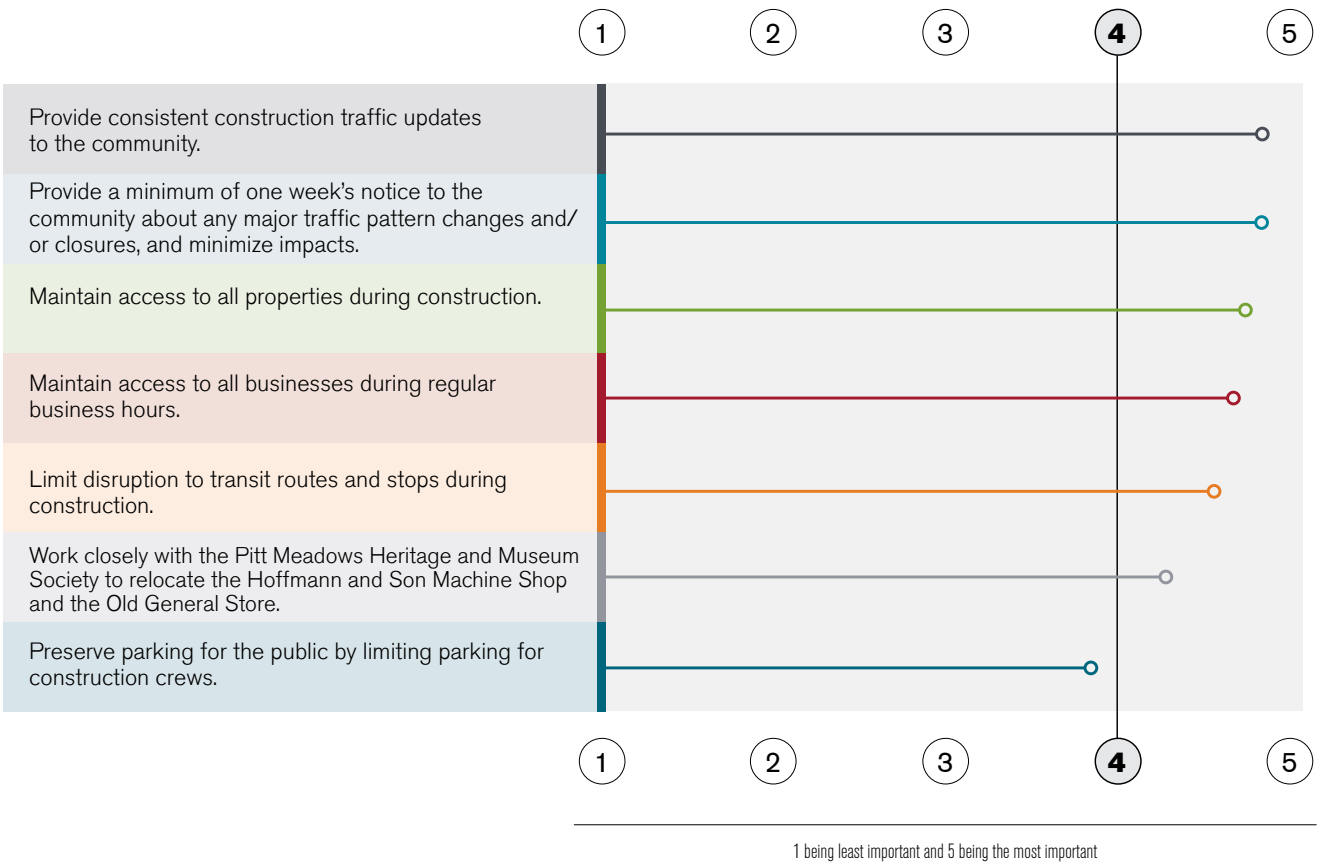 1 2 3 4 5
Provide consistent construction traffic updates
to the community.
Provide a minimum of one week’s notice to the
community about any major traffic pattern changes and/
or closures, and minimize impacts.
Maintain access to all properties during construction.
Maintain access to all businesses during regular
business hours.
Limit disruption to transit routes and stops during
construction.
Work closely with the Pitt Meadows Heritage and Museum
Society to relocate the Hoffmann and Son Machine Shop
and the Old General Store.
Preserve parking for the public by limiting parking for
construction crews.
1 2 3 4 5
1 being least important and 5 being the most important